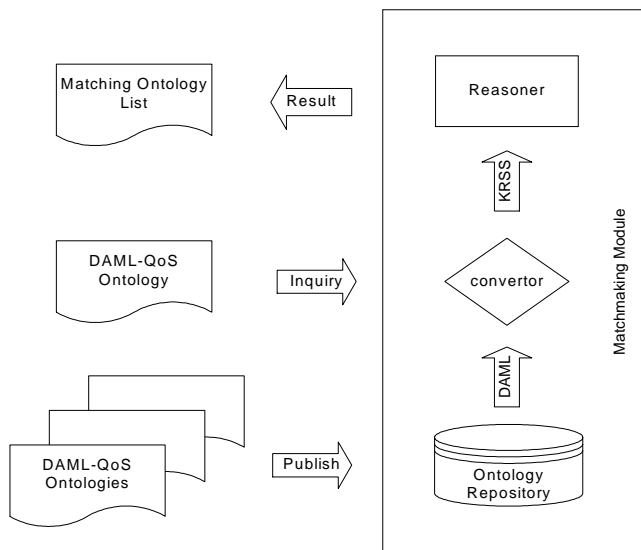 Matching Ontology
List
Result
Reasoner
KRSS
DAML-QoS
Ontology
Inquiry
convertor
Matchmaking Module
DAML
DAML-QoS
Ontologies
Publish
Ontology
Repository